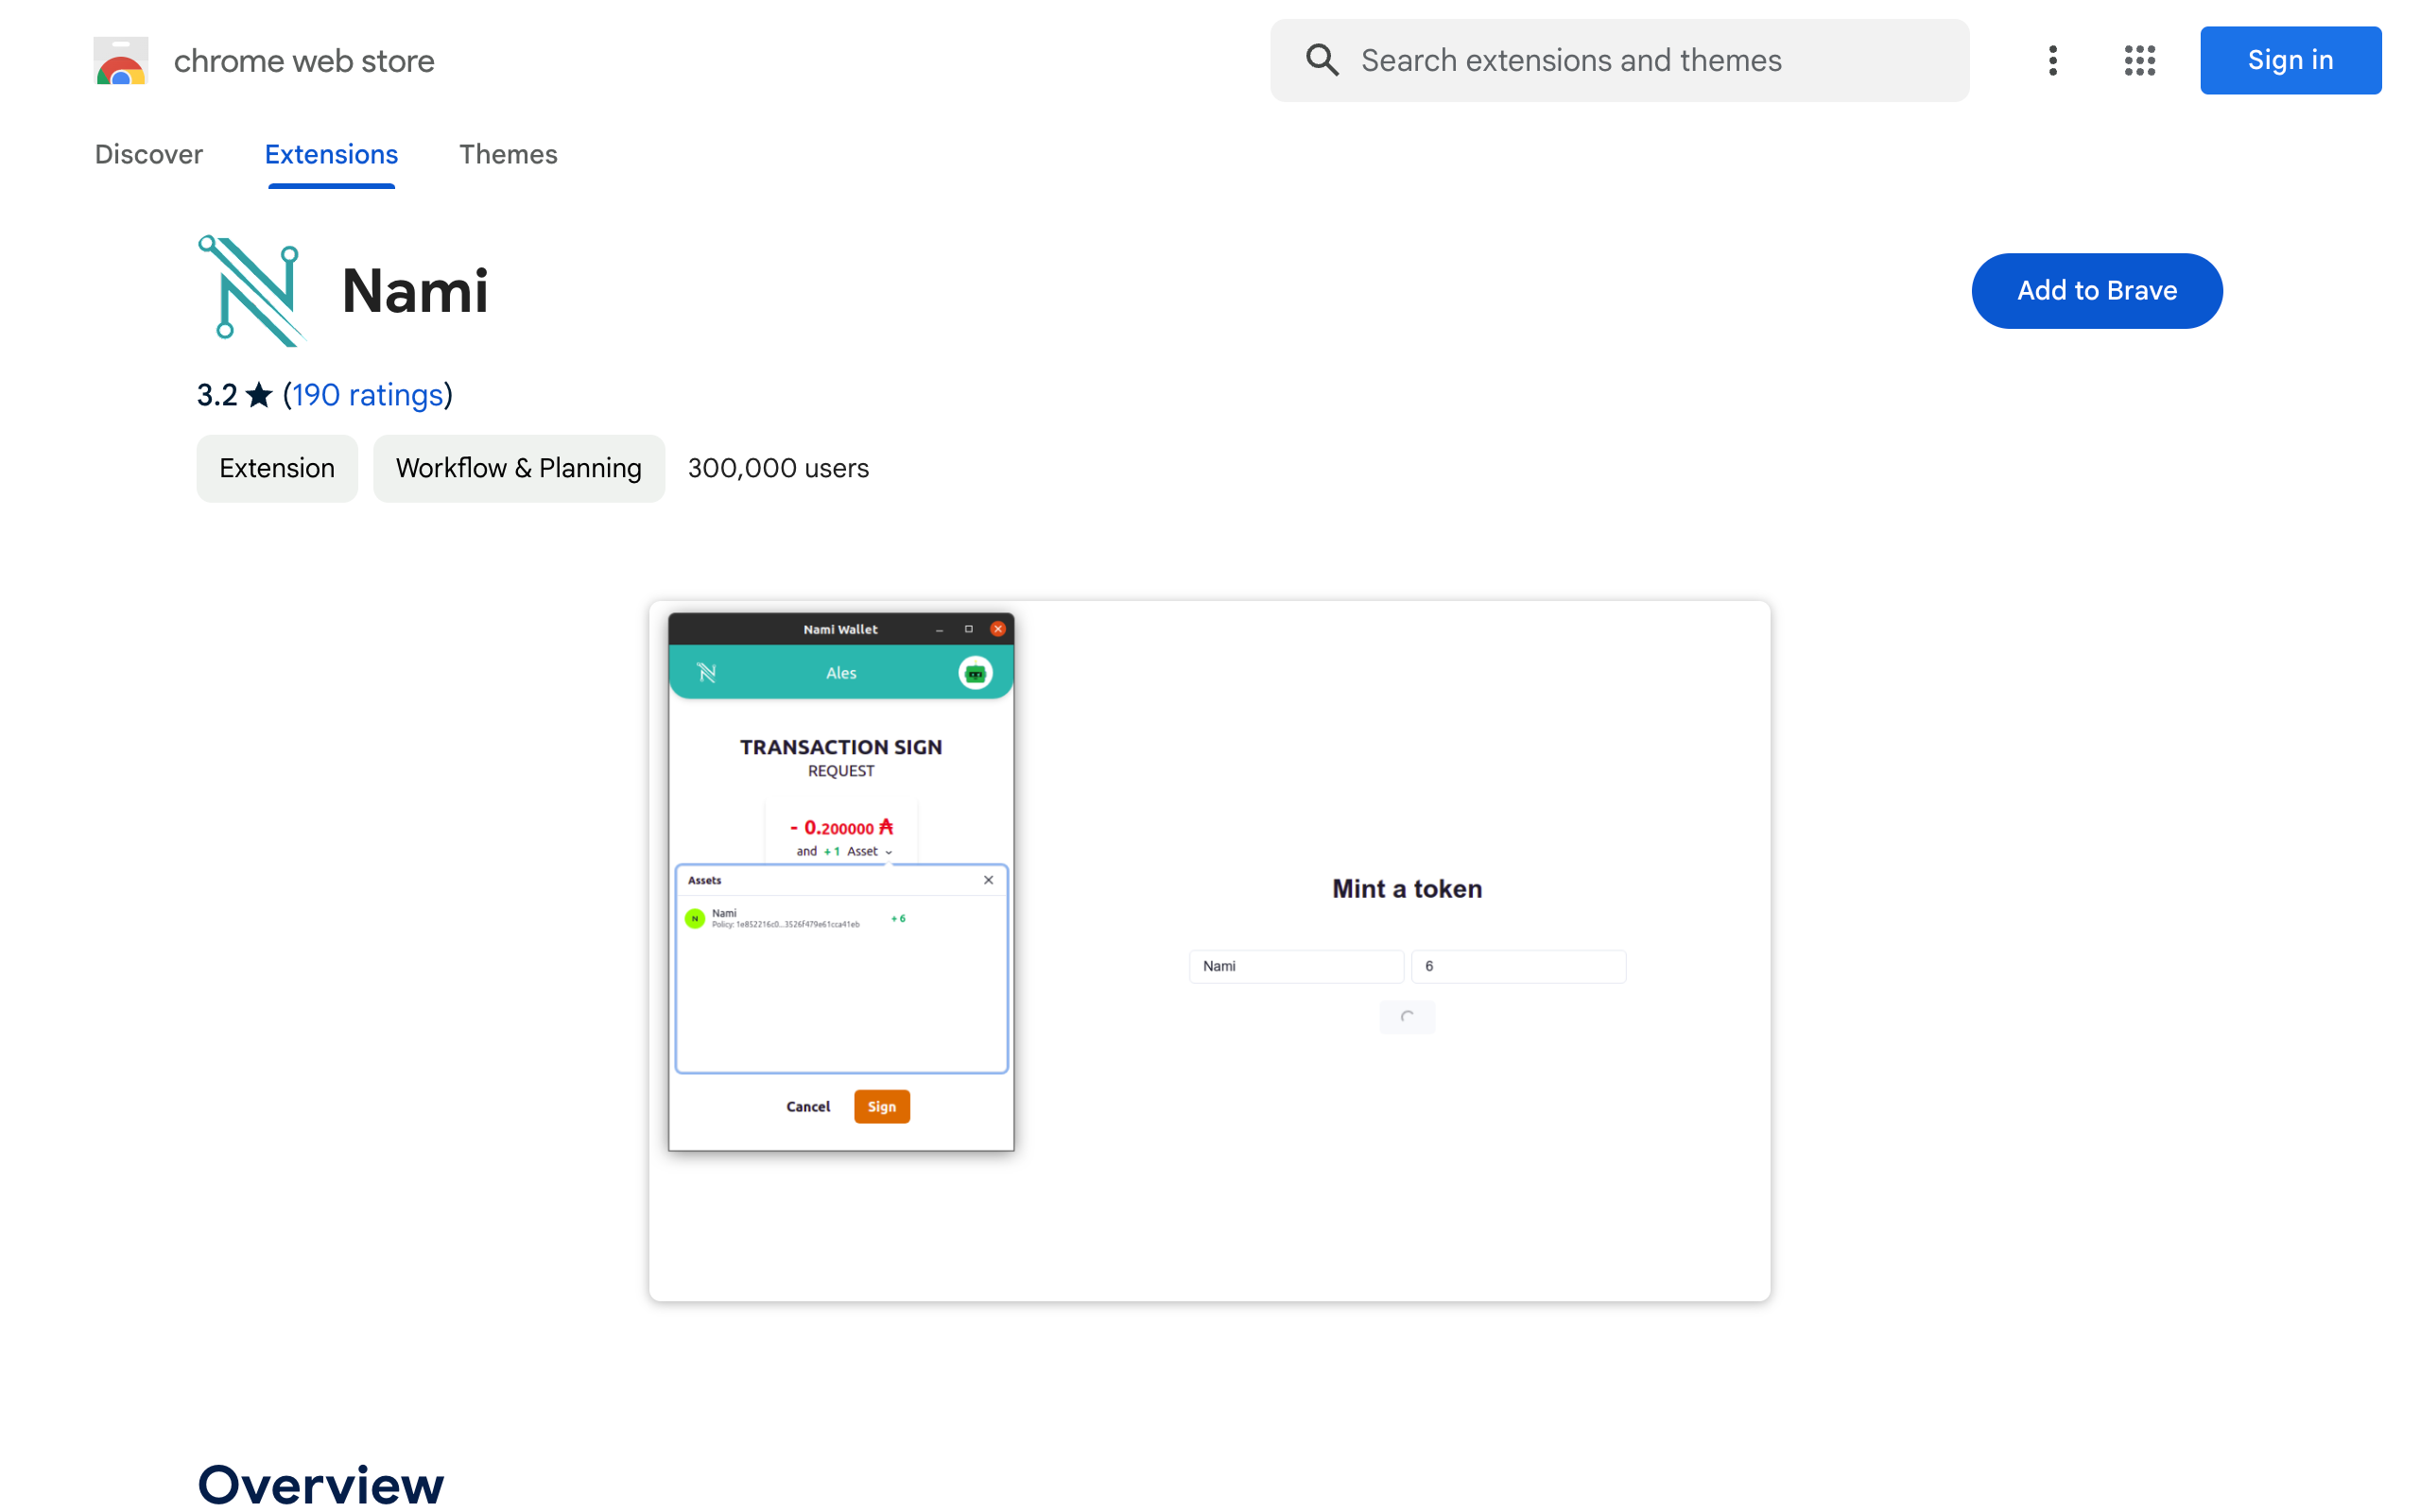 chrome web store
Search extensions and themes
Sign in
Discover
Extensions
Themes
Nami
Add to Brave
3.2 ★ (190 ratings)
Extension
Workflow & Planning
300,000 users
Nami Wallet
Ales
TRANSACTION SIGN
REQUEST
- 0.200000 ₳
and +1 Asset
Assets
N
Nami
Policy: 1e852216c0...3526f479e61cca41eb
+ 6
Cancel
Sign
Mint a token
Nami
6
Overview